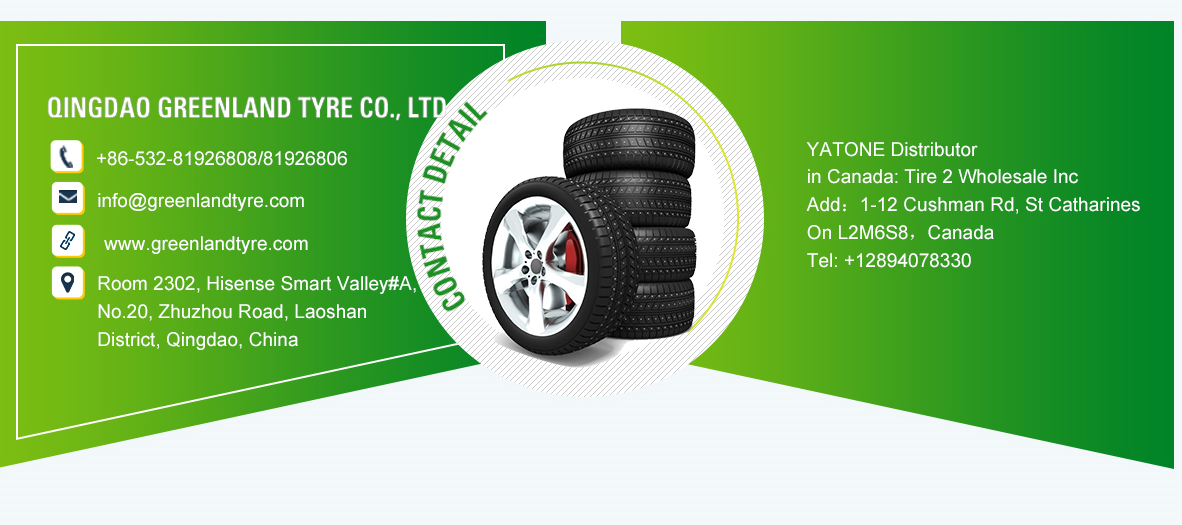 QINGDAO GREENLAND TYRE CO., LTD
+86-532-81926808/81926806
info@greenlandtyre.com
www.greenlandtyre.com
Room 2302, Hisense Smart Valley#A,
No.20, Zhuzhou Road, Laoshan
District, Qingdao, China
CONTACT DETAIL
YATONE Distributor
in Canada: Tire 2 Wholesale Inc
Add：1-12 Cushman Rd, St Catharines
On L2M6S8，Canada
Tel: +12894078330